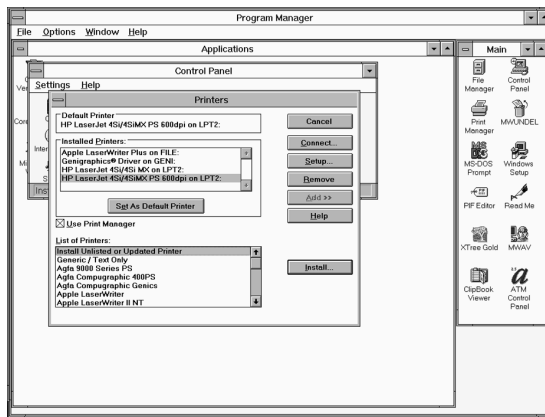 Program Manager
File Options Window Help
Applications
Main
Control Panel
Settings Help
Printers
Default Printer
HP LaserJet 4Si/4SiMX PS 600dpi on LPT2:
Installed Printers:
Apple LaserWriter Plus on FILE:
Genigraphics® Driver on GENI:
HP LaserJet 4Si/4Si MX on LPT2:
HP LaserJet 4Si/4SiMX PS 600dpi on LPT2:
Set As Default Printer
Use Print Manager
List of Printers:
Install Unlisted or Updated Printer
Generic / Text Only
Agfa 9000 Series PS
Agfa Compugraphic 400PS
Agfa Compugraphic Genics
Apple LaserWriter
Apple LaserWriter II NT
Cancel
Connect...
Setup...
Remove
Add >>
Help
Install...
File Manager
Control Panel
Print Manager
MWUNDEL
MS-DOS Prompt
Windows Setup
PIF Editor
Read Me
XTree Gold
MWAV
ClipBook Viewer
ATM Control Panel